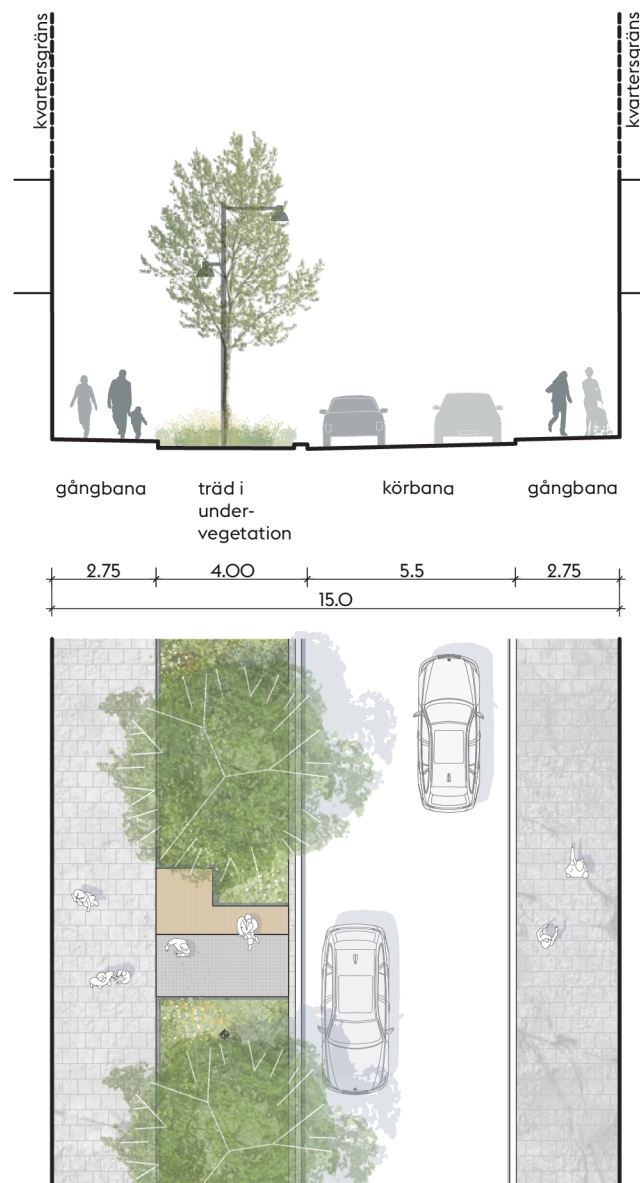 kvartersgräns
kvartersgräns
gångbana
träd i
under-
vegetation
körbana
gångbana
2.75
4.00
5.5
2.75
15.0